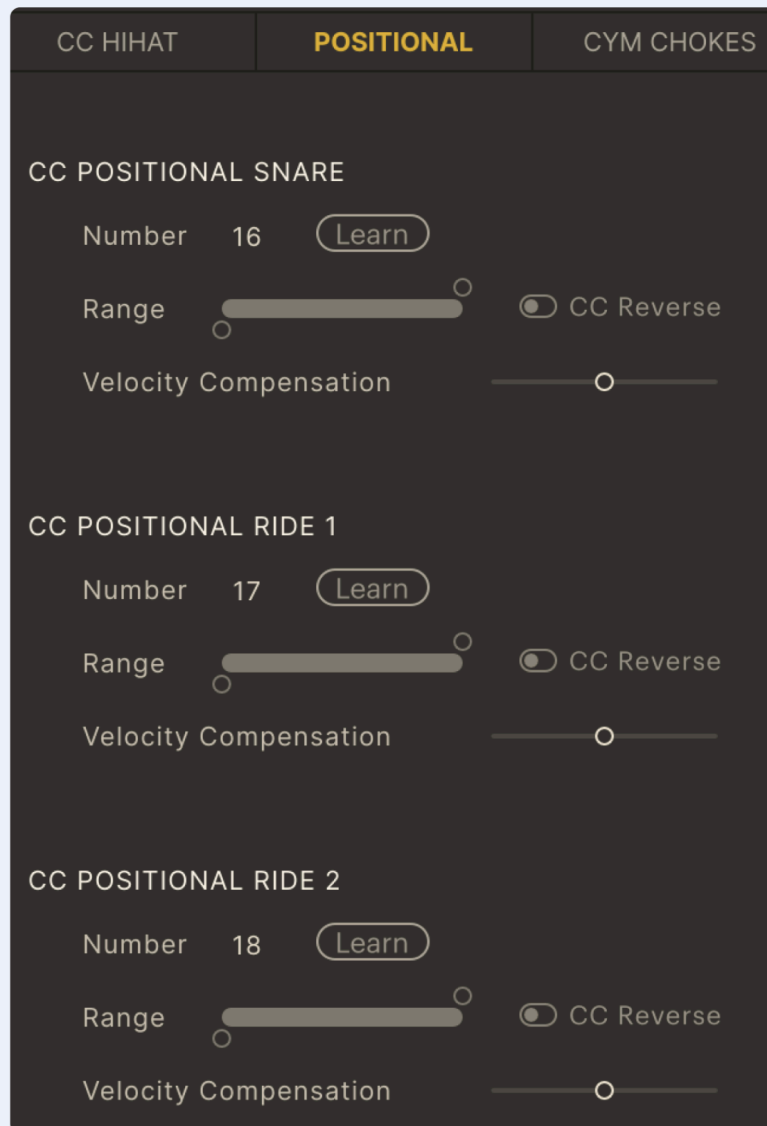 CC HIHAT POSITIONAL CYM CHOKES
CC POSITIONAL SNARE
Number 16 Learn
Range CC Reverse
Velocity Compensation
CC POSITIONAL RIDE 1
Number 17 Learn
Range CC Reverse
Velocity Compensation
CC POSITIONAL RIDE 2
Number 18 Learn
Range CC Reverse
Velocity Compensation